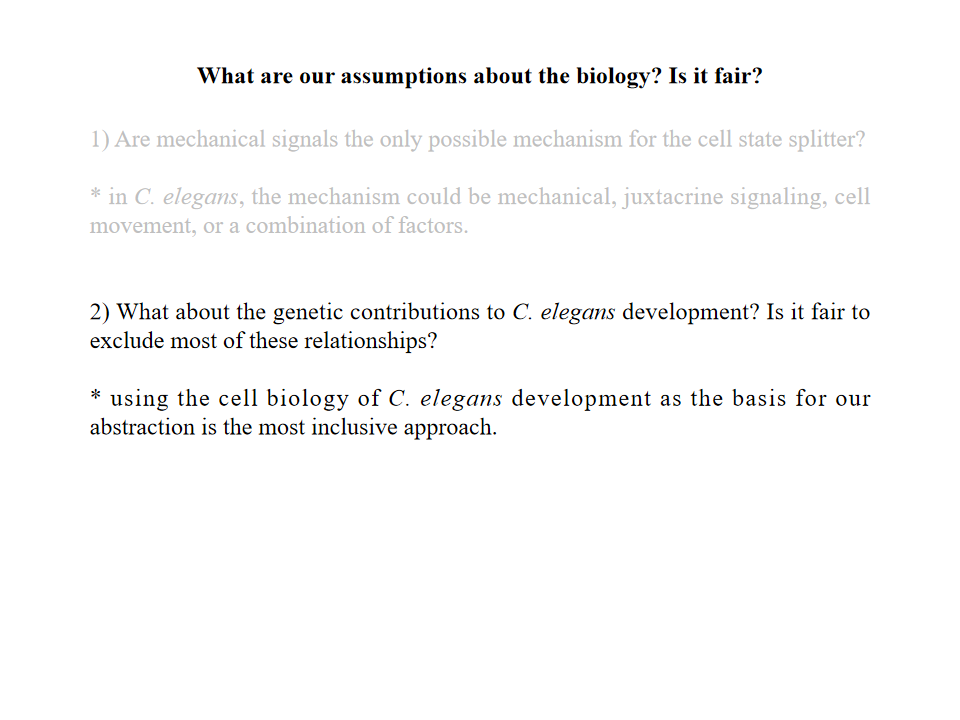 What are our assumptions about the biology? Is it fair?
1) Are mechanical signals the only possible mechanism for the cell state splitter?
* in C. elegans, the mechanism could be mechanical, juxtacrine signaling, cell
movement, or a combination of factors.
2) What about the genetic contributions to C. elegans development? Is it fair to
exclude most of these relationships?
* using the cell biology of C. elegans development as the basis for our
abstraction is the most inclusive approach.